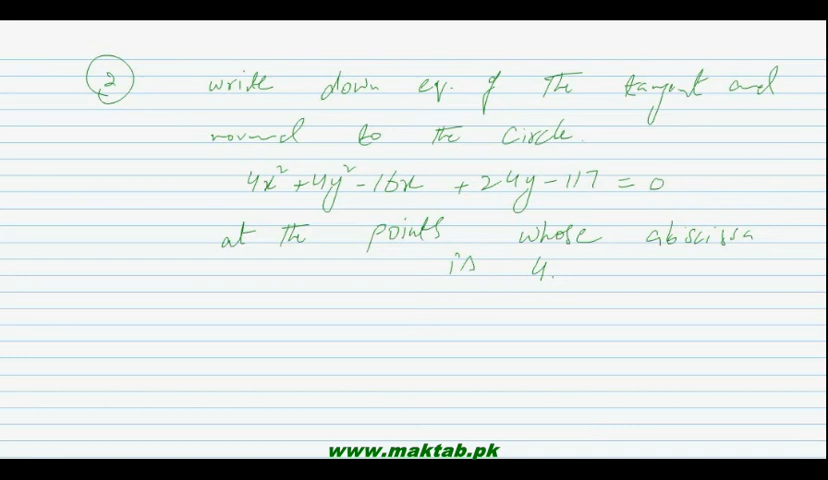 2 write down eq. of the tangent and
normal to the circle.
4x² + 4y² - 16x + 24y - 117 = 0
at the points whose abscissa
is 4.
www.maktab.pk